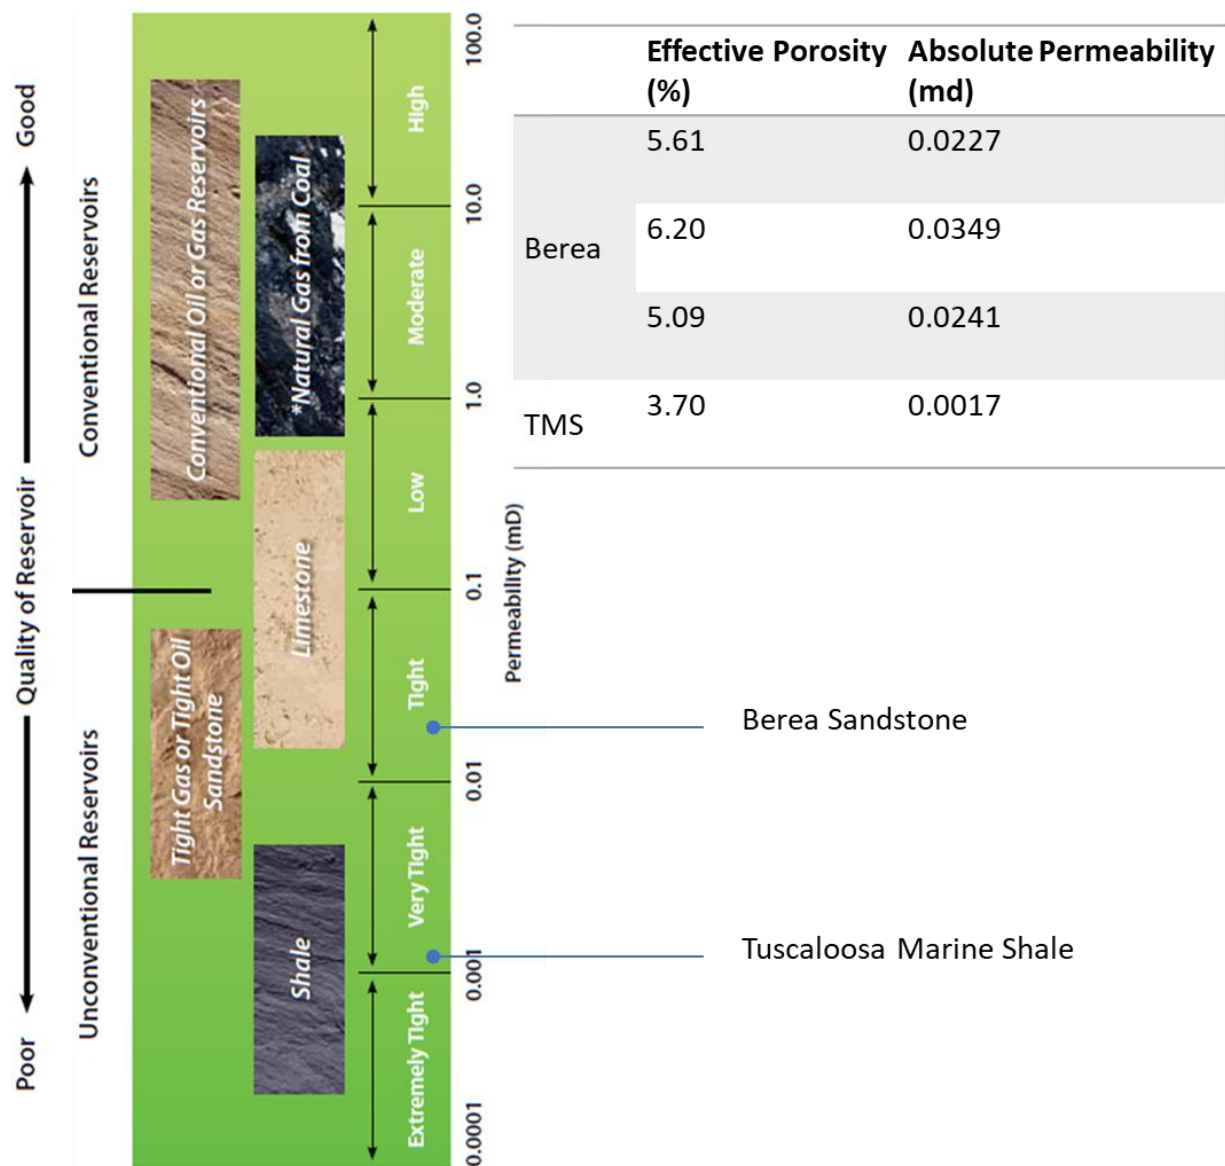 Good
Quality of Reservoir
Poor
Conventional Reservoirs
Unconventional Reservoirs
Conventional Oil or Gas Reservoirs
Tight Gas or Tight Oil
Sandstone
*Natural Gas from Coal
Limestone
Shale
High
Moderate
Low
Tight
Very Tight
Extremely Tight
100.0
10.0
1.0
0.1
0.01
0.001
0.0001
Permeability (mD)
Effective Porosity (%)
Absolute Permeability (md)
Berea
5.61 0.0227
6.20 0.0349
5.09 0.0241
TMS 3.70 0.0017
Berea Sandstone
Tuscaloosa Marine Shale